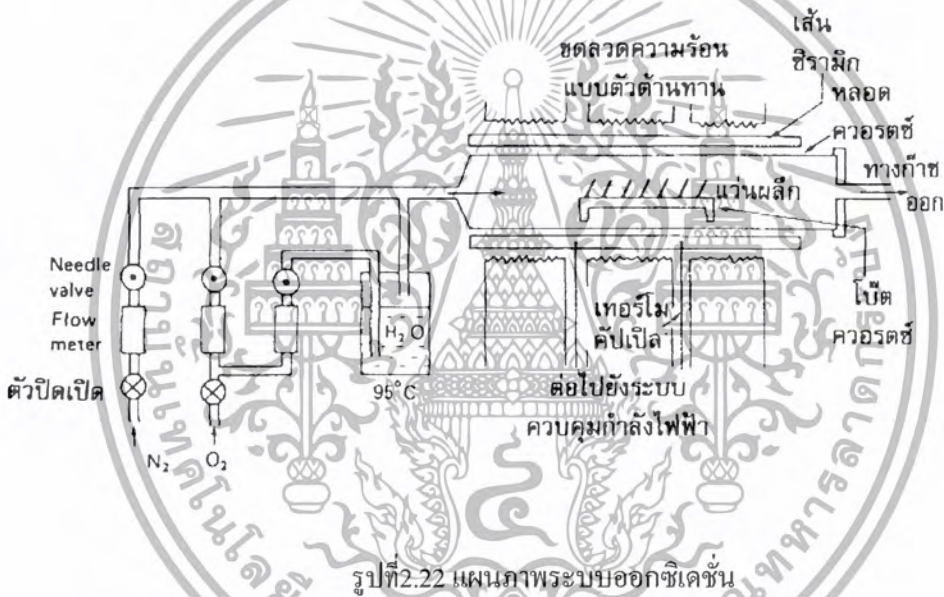 เส้น
ขดลวดความร้อน
ซิรามิก
แบบตัวต้านทาน
หลอด
ควอรตซ์
ทางก๊าซ
ออก
แว่นผลึก
Needle
valve
Flow
meter
ตัวปิดเปิด
N₂
O₂
H₂O
95°C
เทอร์โม
คัปเปิล
โบ๊ต
ควอรตซ์
ต่อไปยังระบบ
ควบคุมกำลังไฟฟ้า
รูปที่2.22 แผนภาพระบบออกซิเดชั่น